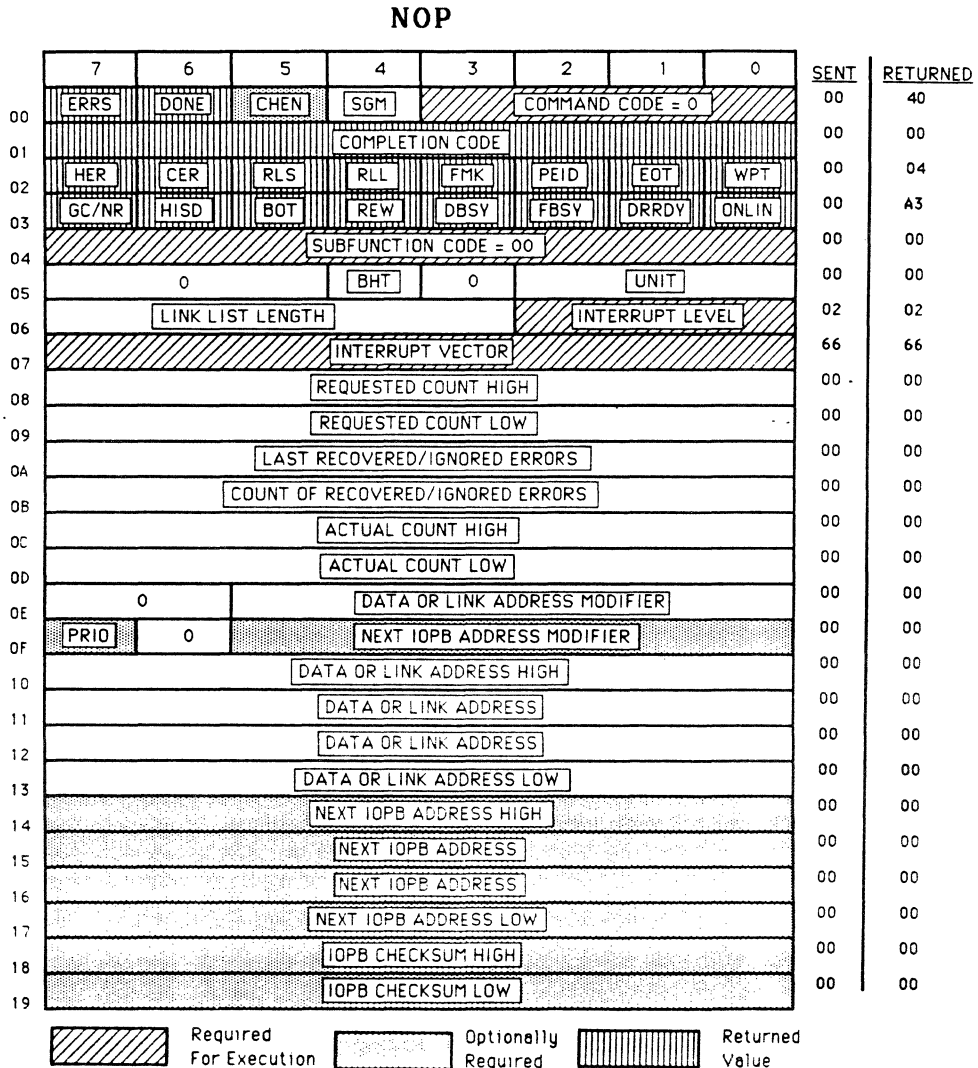 NOP
7 6 5 4 3 2 1 0 SENT RETURNED
ERRS DONE CHEN SGM COMMAND CODE = 0 00 40
00
COMPLETION CODE 00 00
01
HER CER RLS RLL FMK PEID EOT WPT 00 04
02
GC/NR HISD BOT REW DBSY FBSY DRRDY ONLIN 00 A3
03
SUBFUNCTION CODE = 00 00 00
04
0 BHT 0 UNIT 00 00
05
LINK LIST LENGTH INTERRUPT LEVEL 02 02
06
INTERRUPT VECTOR 66 66
07
REQUESTED COUNT HIGH 00 00
08
REQUESTED COUNT LOW 00 00
09
LAST RECOVERED/IGNORED ERRORS 00 00
0A
COUNT OF RECOVERED/IGNORED ERRORS 00 00
0B
ACTUAL COUNT HIGH 00 00
0C
ACTUAL COUNT LOW 00 00
0D
0 DATA OR LINK ADDRESS MODIFIER 00 00
0E
PRIO 0 NEXT IOPB ADDRESS MODIFIER 00 00
0F
DATA OR LINK ADDRESS HIGH 00 00
10
DATA OR LINK ADDRESS 00 00
11
DATA OR LINK ADDRESS 00 00
12
DATA OR LINK ADDRESS LOW 00 00
13
NEXT IOPB ADDRESS HIGH 00 00
14
NEXT IOPB ADDRESS 00 00
15
NEXT IOPB ADDRESS 00 00
16
NEXT IOPB ADDRESS LOW 00 00
17
IOPB CHECKSUM HIGH 00 00
18
IOPB CHECKSUM LOW 00 00
19
Required For Execution
Optionally Required
Returned Value